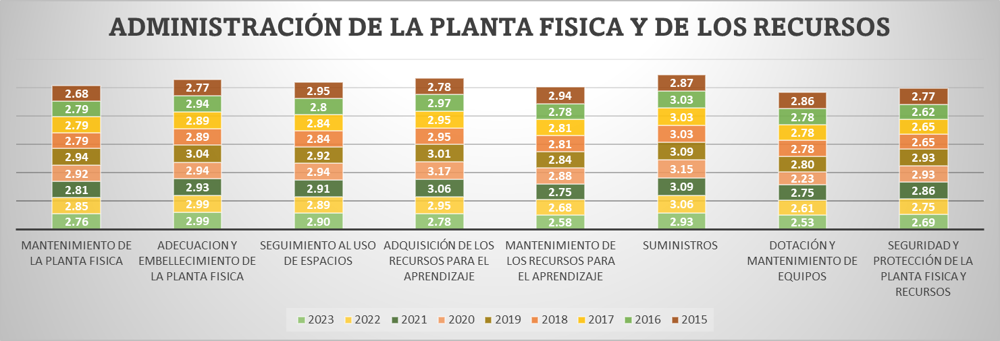 ADMINISTRACIÓN DE LA PLANTA FISICA Y DE LOS RECURSOS
2.68 2.77 2.95 2.78 2.94 2.87 2.86 2.77
2.79 2.94 2.8 2.97 2.78 3.03 2.78 2.62
2.79 2.89 2.84 2.95 2.81 3.03 2.78 2.65
2.79 2.89 2.84 2.95 2.81 3.03 2.78 2.65
2.94 3.04 2.92 3.01 2.84 3.09 2.80 2.93
2.92 2.94 2.94 3.17 2.88 3.15 2.23 2.93
2.81 2.93 2.91 3.06 2.75 3.09 2.75 2.86
2.85 2.99 2.89 2.95 2.68 3.06 2.61 2.75
2.76 2.99 2.90 2.78 2.58 2.93 2.53 2.69
MANTENIMIENTO DE
LA PLANTA FISICA
ADECUACION Y
EMBELLECIMIENTO DE
LA PLANTA FISICA
SEGUIMIENTO AL USO
DE ESPACIOS
ADQUISICIÓN DE LOS
RECURSOS PARA EL
APRENDIZAJE
MANTENIMIENTO DE
LOS RECURSOS PARA
EL APRENDIZAJE
SUMINISTROS
DOTACIÓN Y
MANTENIMIENTO DE
EQUIPOS
SEGURIDAD Y
PROTECCIÓN DE LA
PLANTA FISICA Y
RECURSOS
2023 2022 2021 2020 2019 2018 2017 2016 2015